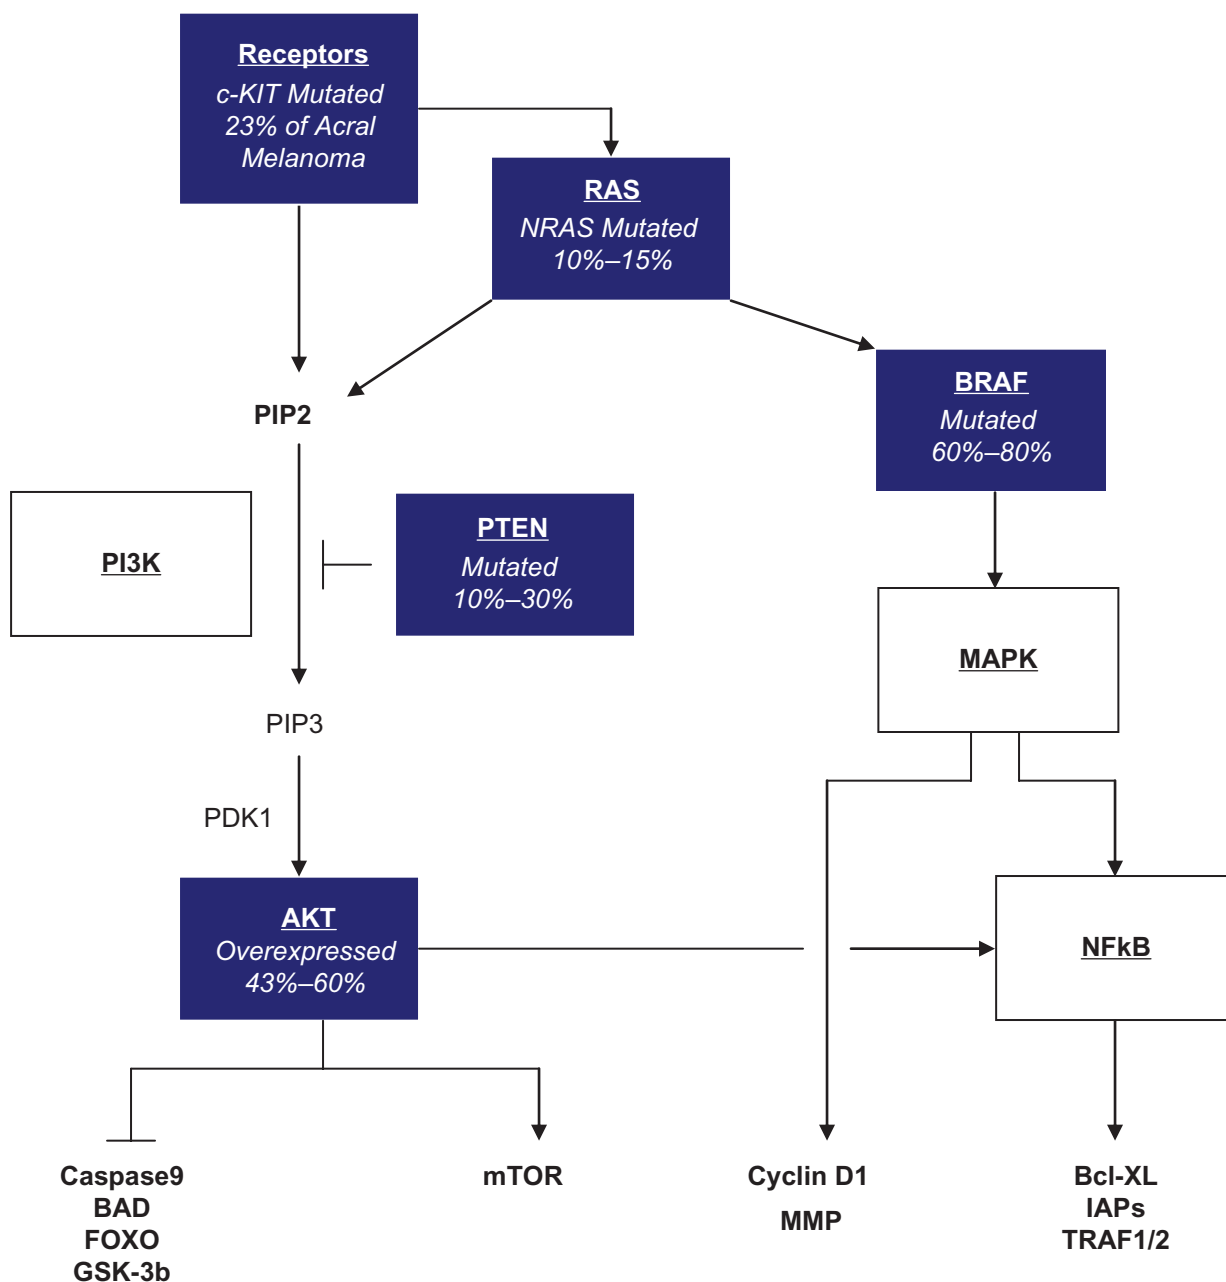 Receptors
c-KIT Mutated
23% of Acral
Melanoma
RAS
NRAS Mutated
10%–15%
BRAF
Mutated
60%–80%
PIP2
PI3K
PTEN
Mutated
10%–30%
MAPK
PIP3
PDK1
AKT
Overexpressed
43%–60%
NFkB
Caspase9
BAD
FOXO
GSK-3b
mTOR
Cyclin D1
MMP
Bcl-XL
IAPs
TRAF1/2